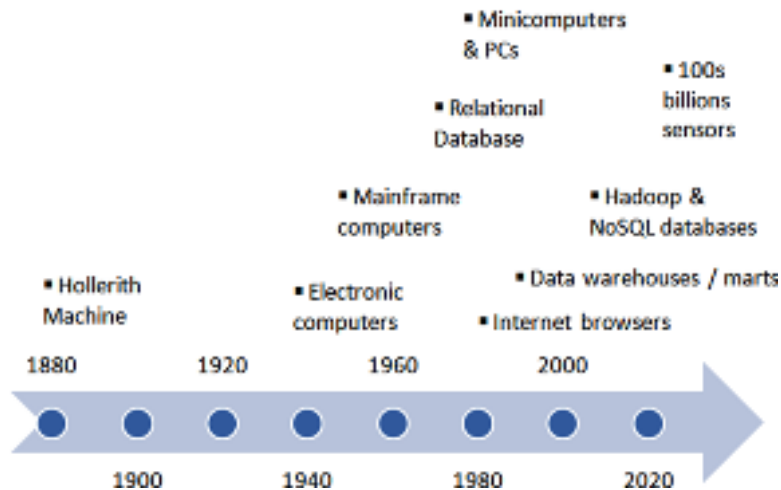 ▪ Minicomputers
& PCs
▪ 100s
billions
sensors
▪ Relational
Database
▪ Mainframe
computers
▪ Hadoop &
NoSQL databases
▪ Hollerith
Machine
▪ Electronic
computers
▪ Data warehouses / marts
▪ Internet browsers
1880
1920
1960
2000
1900
1940
1980
2020